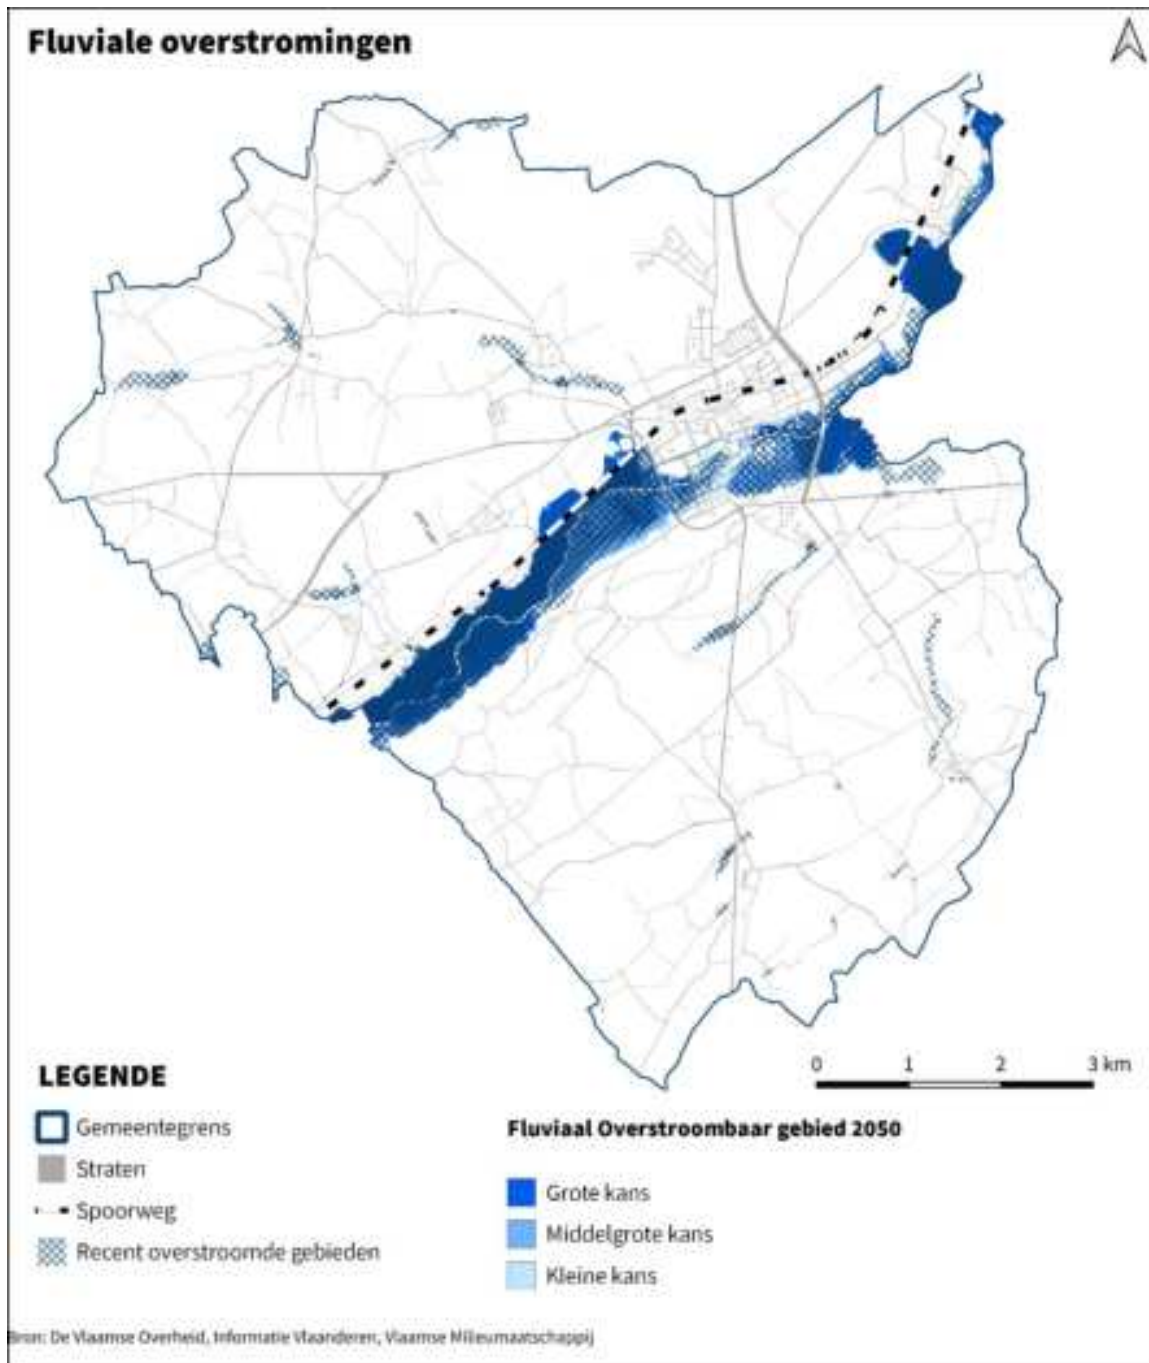 Fluviale overstromingen
0 1 2 3 km
LEGENDE
Gemeentegrens
Straten
Spoorweg
Recent overstroomde gebieden
Fluviaal Overstroombaar gebied 2050
Grote kans
Middelgrote kans
Kleine kans
Bron: De Vlaamse Overheid, Informatie Vlaanderen, Vlaamse Milieumaatschappij